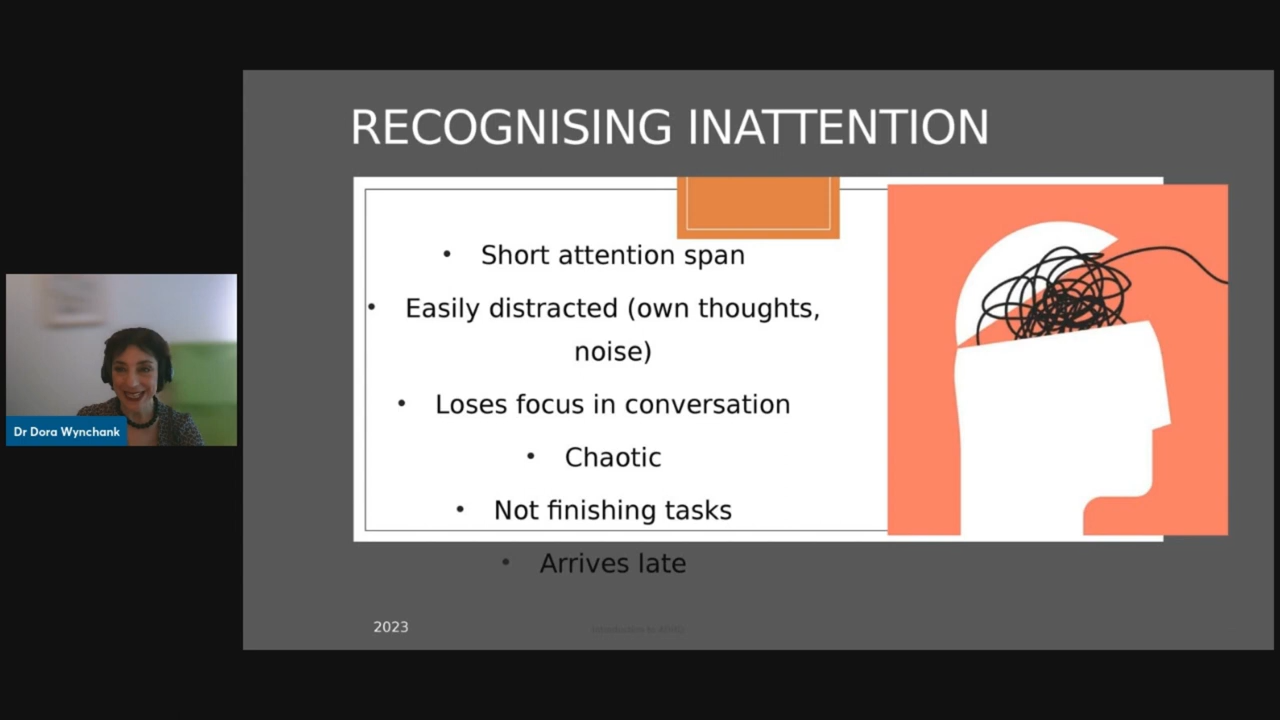 RECOGNISING INATTENTION
• Short attention span
• Easily distracted (own thoughts,
noise)
• Loses focus in conversation
• Chaotic
• Not finishing tasks
• Arrives late
Dr Dora Wynchank
2023